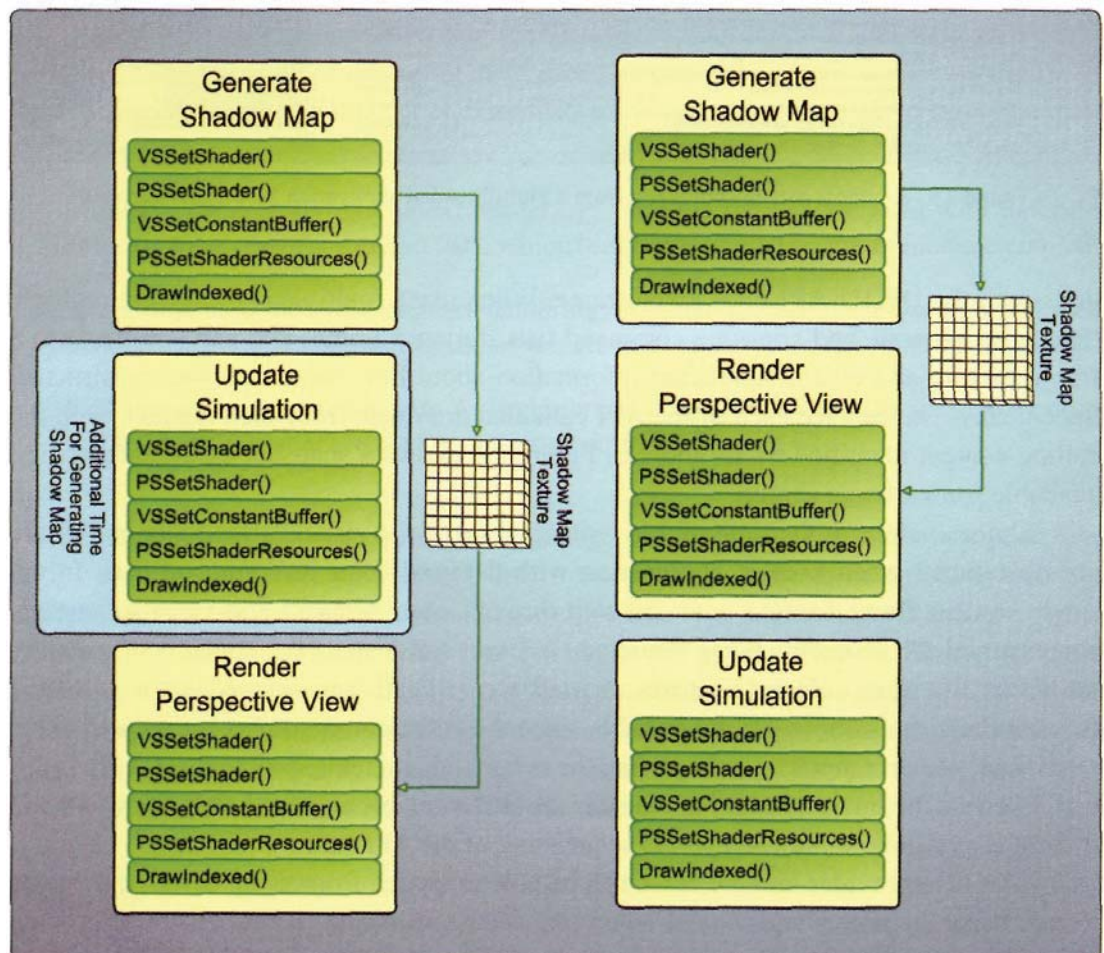 Generate
Shadow Map
VSSetShader()
PSSetShader()
VSSetConstantBuffer()
PSSetShaderResources()
DrawIndexed()
Update
Simulation
VSSetShader()
PSSetShader()
VSSetConstantBuffer()
PSSetShaderResources()
DrawIndexed()
Additional Time
For Generating
Shadow Map
Shadow Map
Texture
Render
Perspective View
VSSetShader()
PSSetShader()
VSSetConstantBuffer()
PSSetShaderResources()
DrawIndexed()
Generate
Shadow Map
VSSetShader()
PSSetShader()
VSSetConstantBuffer()
PSSetShaderResources()
DrawIndexed()
Shadow Map
Texture
Render
Perspective View
VSSetShader()
PSSetShader()
VSSetConstantBuffer()
PSSetShaderResources()
DrawIndexed()
Update
Simulation
VSSetShader()
PSSetShader()
VSSetConstantBuffer()
PSSetShaderResources()
DrawIndexed()